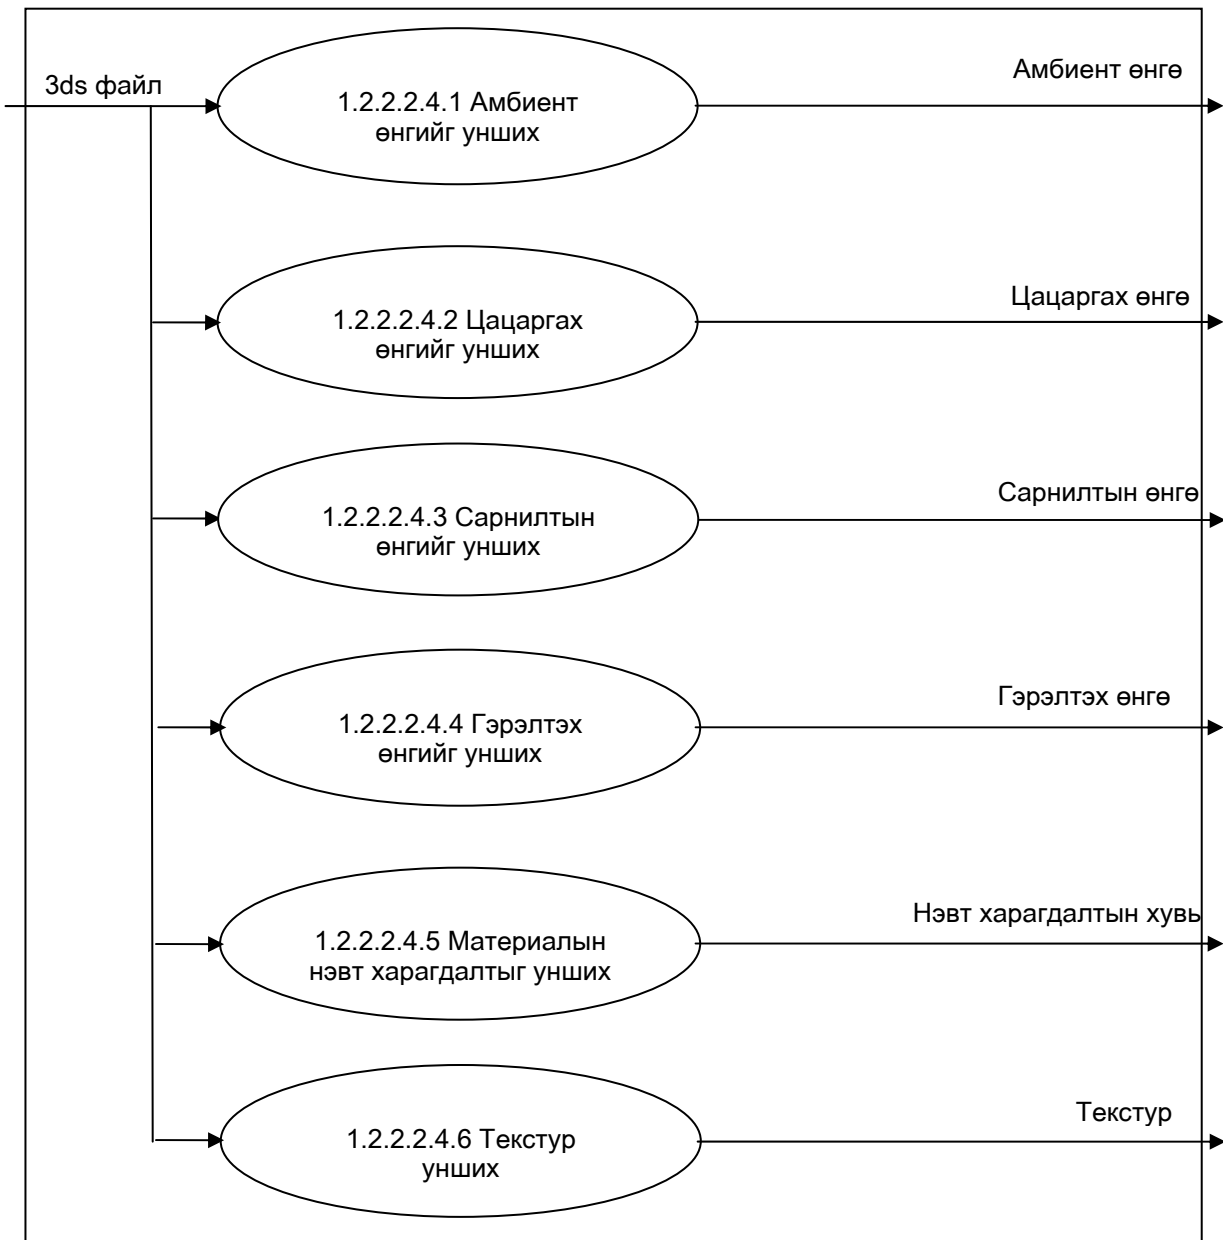 3ds файл
1.2.2.2.4.1 Амбиент
өнгийг унших
Амбиент өнгө
1.2.2.2.4.2 Цацаргах
өнгийг унших
Цацаргах өнгө
1.2.2.2.4.3 Сарнилтын
өнгийг унших
Сарнилтын өнгө
1.2.2.2.4.4 Гэрэлтэх
өнгийг унших
Гэрэлтэх өнгө
1.2.2.2.4.5 Материалын
нэвт харагдалтыг унших
Нэвт харагдалтын хувь
1.2.2.2.4.6 Текстур
унших
Текстур